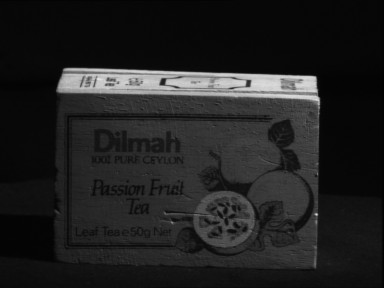 Dilmah
100% PURE CEYLON
Passion Fruit
Tea
Leaf Tea e 50g Net